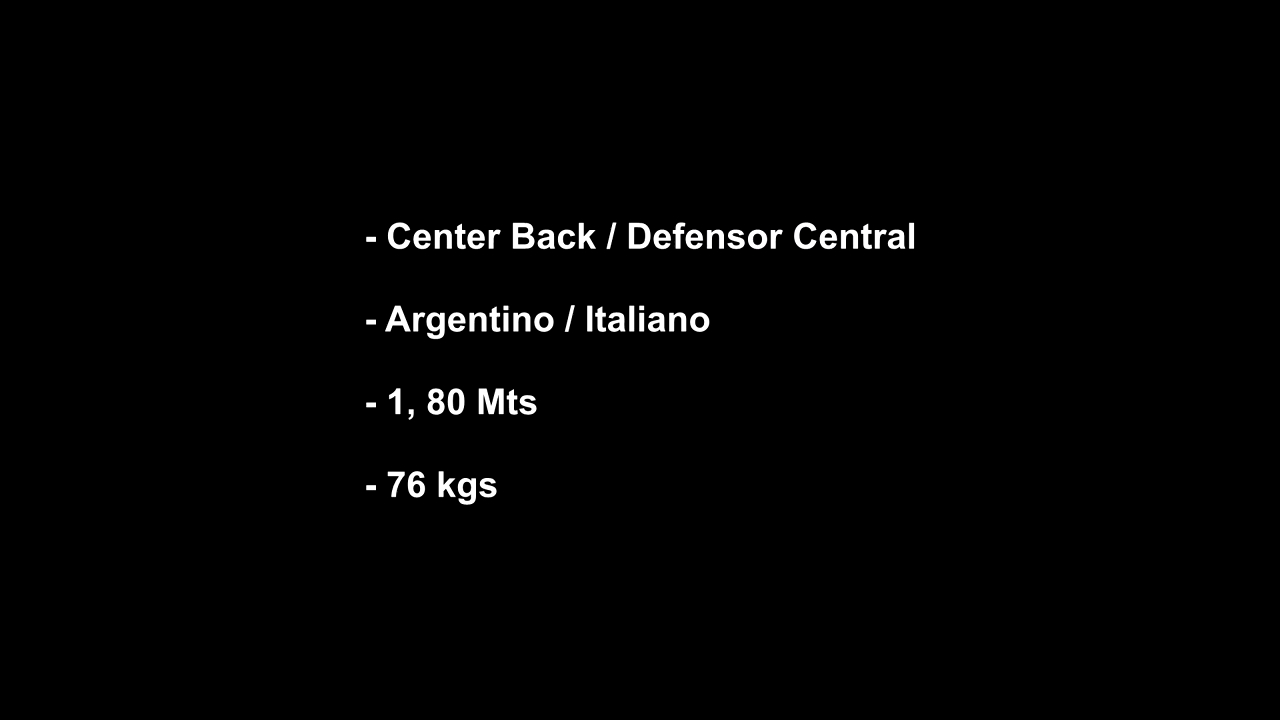 - Center Back / Defensor Central
- Argentino / Italiano
- 1, 80 Mts
- 76 kgs